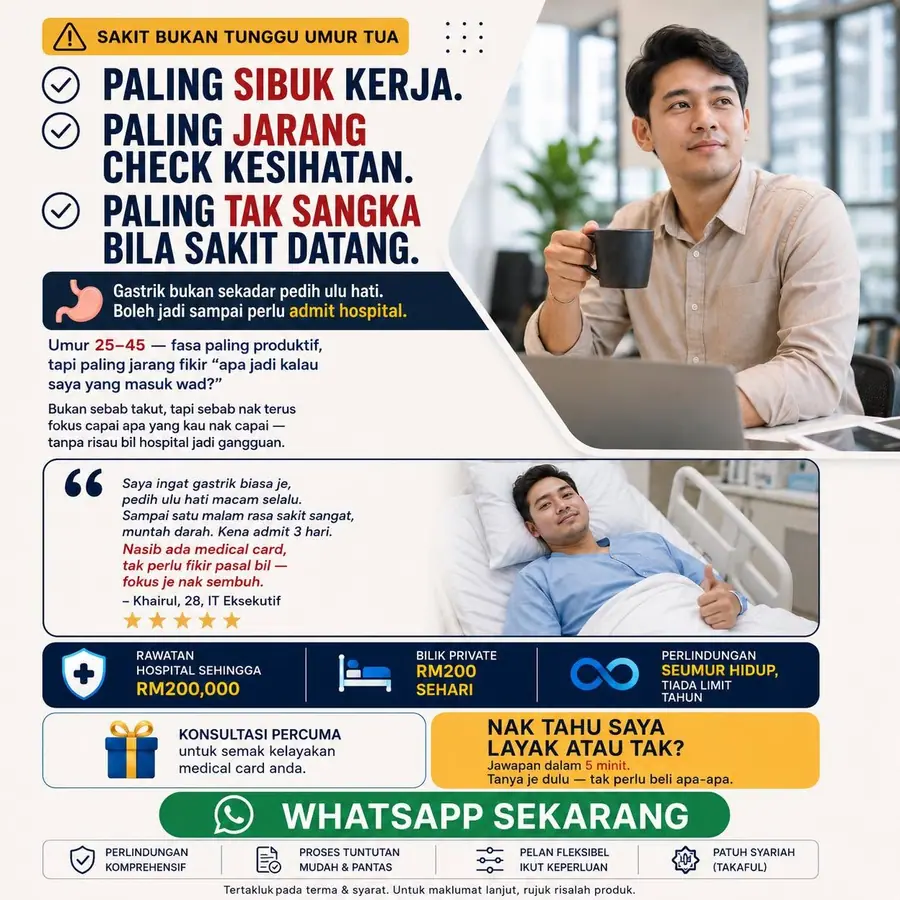 SAKIT BUKAN TUNGGU UMUR TUA
PALING SIBUK KERJA.
PALING JARANG
CHECK KESIHATAN.
PALING TAK SANGKA
BILA SAKIT DATANG.
Gastrik bukan sekadar pedih ulu hati.
Boleh jadi sampai perlu admit hospital.
Umur 25–45 — fasa paling produktif,
tapi paling jarang fikir “apa jadi kalau
saya yang masuk wad?”
Bukan sebab takut, tapi sebab nak terus
fokus capai apa yang kau nak capai —
tanpa risau bil hospital jadi gangguan.
“
Saya ingat gastrik biasa je,
pedih ulu hati macam selalu.
Sampai satu malam rasa sakit sangat,
muntah darah. Kena admit 3 hari.
Nasib ada medical card,
tak perlu fikir pasal bil —
fokus je nak sembuh.
– Khairul, 28, IT Eksekutif
RAWATAN
HOSPITAL SEHINGGA
RM200,000
BILIK PRIVATE
RM200
SEHARI
PERLINDUNGAN
SEUMUR HIDUP,
TIADA LIMIT
TAHUN
KONSULTASI PERCUMA
untuk semak kelayakan
medical card anda.
NAK TAHU SAYA
LAYAK ATAU TAK?
Jawapan dalam 5 minit.
Tanya je dulu — tak perlu beli apa-apa.
WHATSAPP SEKARANG
PERLINDUNGAN
KOMPREHENSIF
PROSES TUNTUTAN
MUDAH & PANTAS
PELAN FLEKSIBEL
IKUT KEPERLUAN
PATUH SYARIAH
(TAKAFUL)
Tertakluk pada terma & syarat. Untuk maklumat lanjut, rujuk risalah produk.